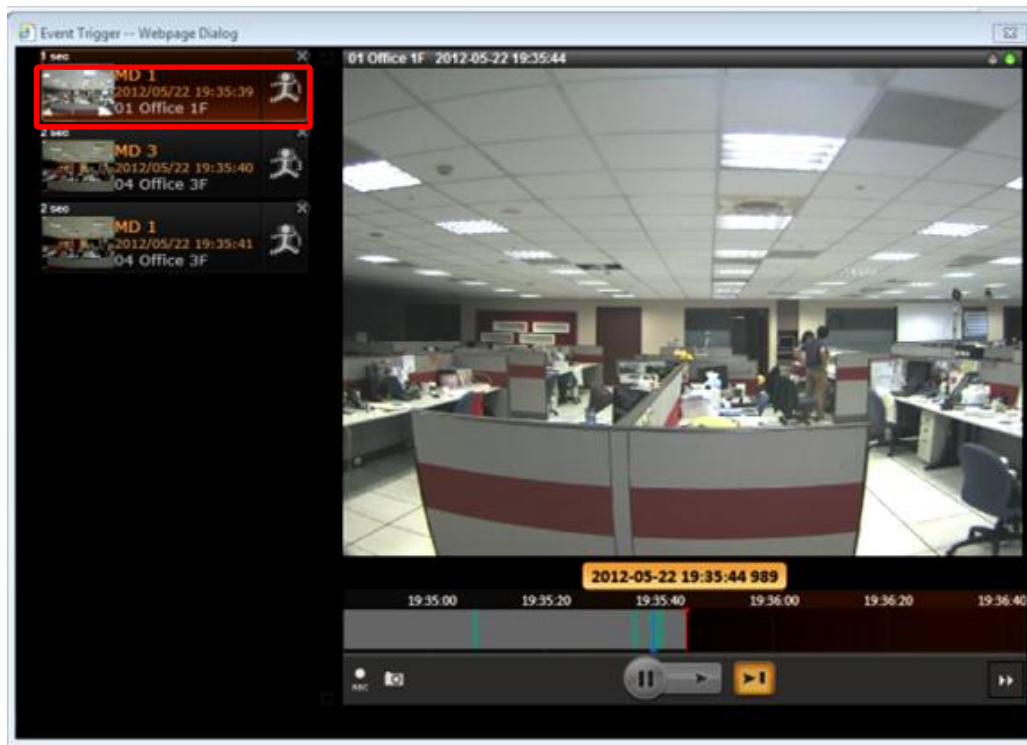 Event Trigger -- Webpage Dialog
1 sec
MD 1
2012/05/22 19:35:39
01 Office 1F
2 sec
MD 3
2012/05/22 19:35:40
04 Office 3F
2 sec
MD 1
2012/05/22 19:35:41
04 Office 3F
01 Office 1F 2012-05-22 19:35:44
2012-05-22 19:35:44 989
19:35:00 19:35:20 19:35:40 19:36:00 19:36:20 19:36:40
REC